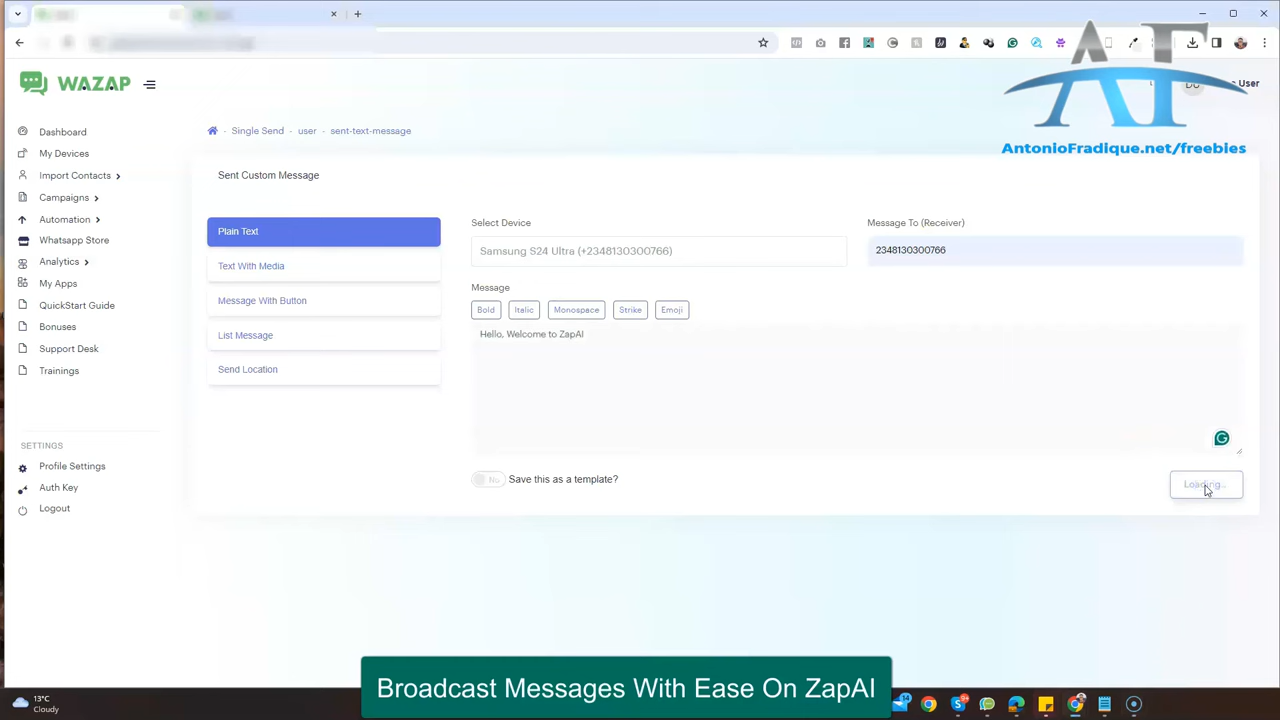 WAZAP
User
AntonioFradique.net/freebies
Dashboard
My Devices
Import Contacts
Campaigns
Automation
Whatsapp Store
Analytics
My Apps
QuickStart Guide
Bonuses
Support Desk
Trainings
SETTINGS
Profile Settings
Auth Key
Logout
Single Send - user - sent-text-message
Sent Custom Message
Plain Text
Text With Media
Message With Button
List Message
Send Location
Select Device
Samsung S24 Ultra (+2348130300766)
Message To (Receiver)
2348130300766
Message
Bold Italic Monospace Strike Emoji
Hello, Welcome to ZapAI
No Save this as a template?
Loading..
Broadcast Messages With Ease On ZapAI
13°C
Cloudy